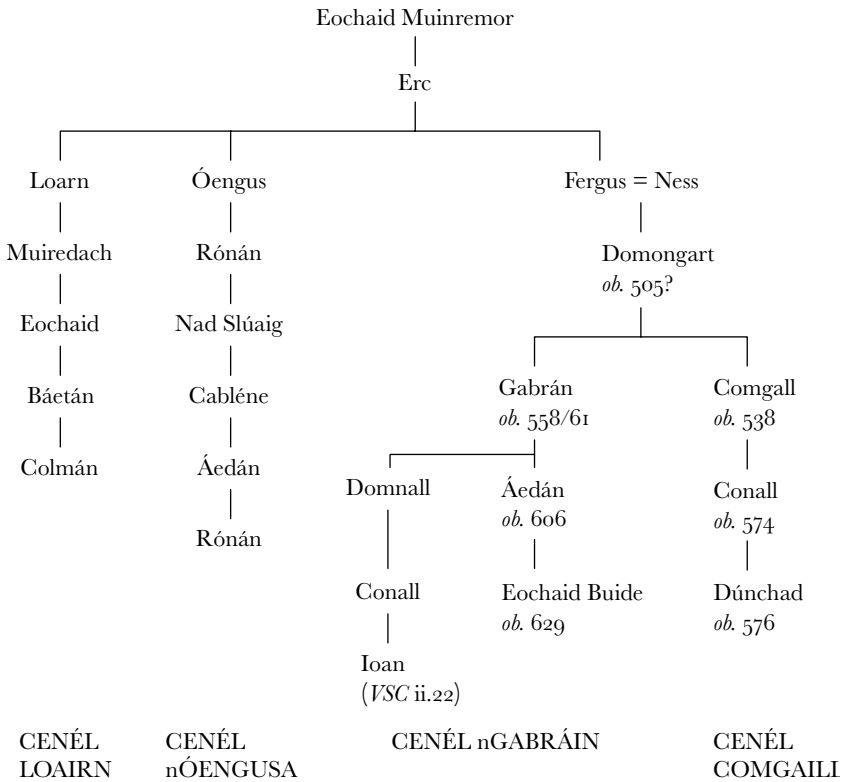 Eochaid Muinremor
Erc
Loarn Óengus Fergus = Ness
Muiredach Rónán Domongart
ob. 505?
Eochaid Nad Slúaig
Báetán Cabléne Gabrán Comgall
ob. 558/61 ob. 538
Colmán Áedán Domnall Áedán Conall
ob. 606 ob. 574
Rónán
Conall Eochaid Buide Dúnchad
ob. 629 ob. 576
Ioan
(VSC ii.22)
CENÉL CENÉL CENÉL nGABRÁIN CENÉL
LOAIRN nÓENGUSA COMGAILL